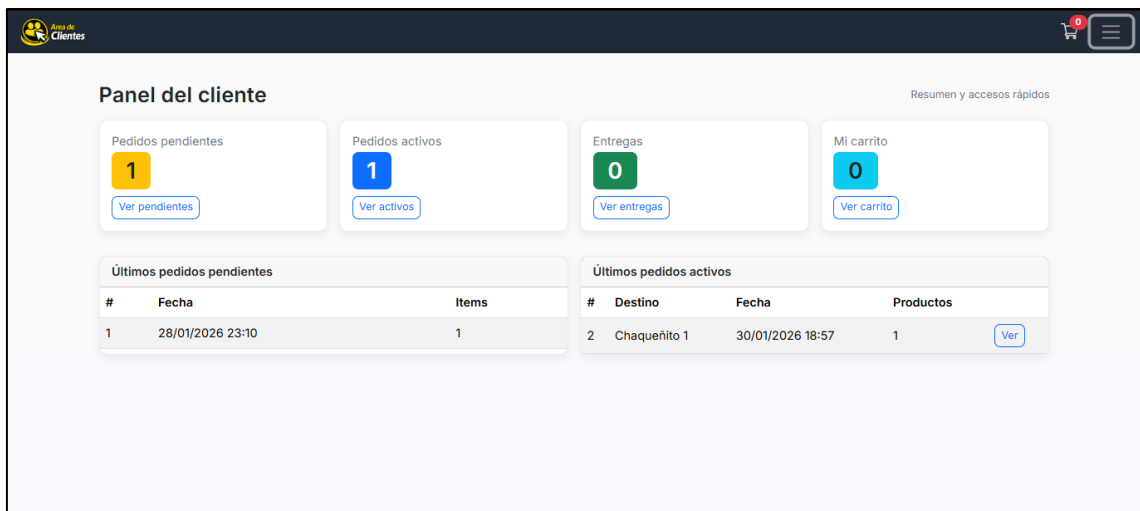 Area de
Clientes
0
Panel del cliente
Resumen y accesos rápidos
Pedidos pendientes
1
Ver pendientes
Pedidos activos
1
Ver activos
Entregas
0
Ver entregas
Mi carrito
0
Ver carrito
Últimos pedidos pendientes
# Fecha Items
1 28/01/2026 23:10 1
Últimos pedidos activos
# Destino Fecha Productos
2 Chaqueñito 1 30/01/2026 18:57 1 Ver